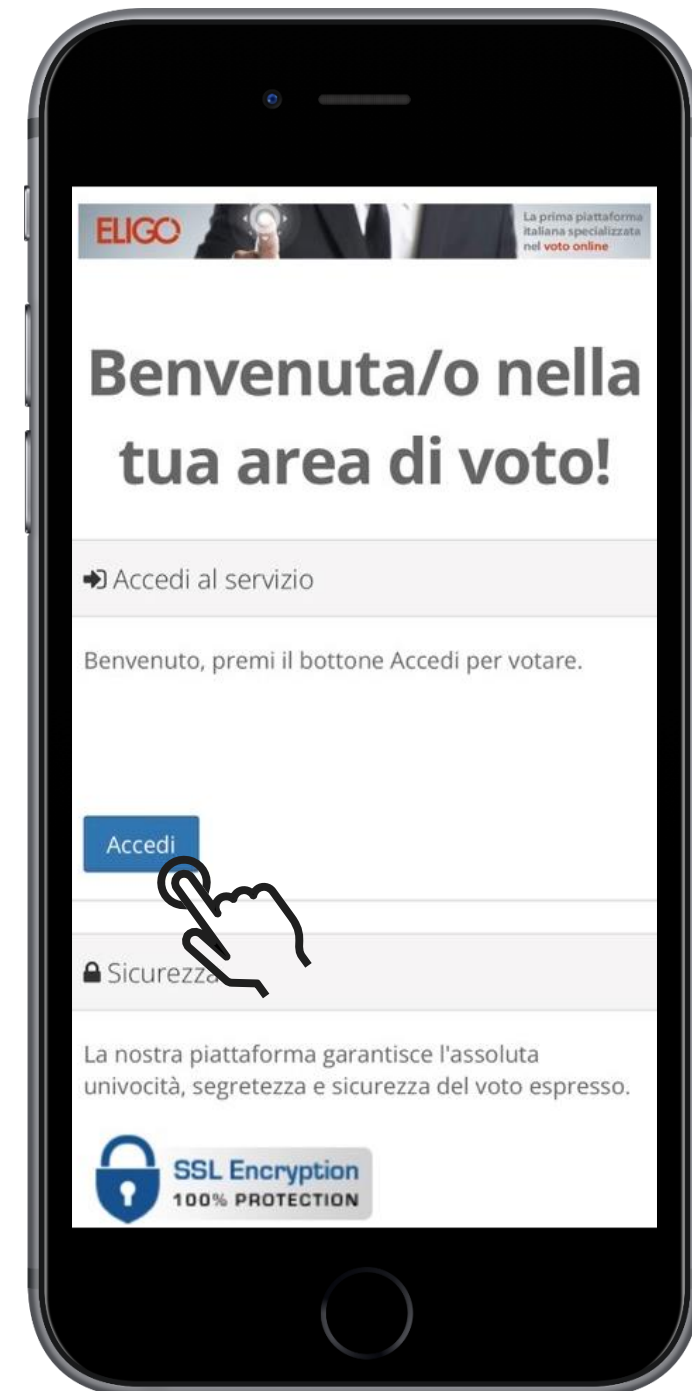 ELIGO
La prima piattaforma
italiana specializzata
nel voto online
Benvenuta/o nella
tua area di voto!
Accedi al servizio
Benvenuto, premi il bottone Accedi per votare.
Accedi
Sicurezza
La nostra piattaforma garantisce l'assoluta
univocità, segretezza e sicurezza del voto espresso.
SSL Encryption
100% PROTECTION